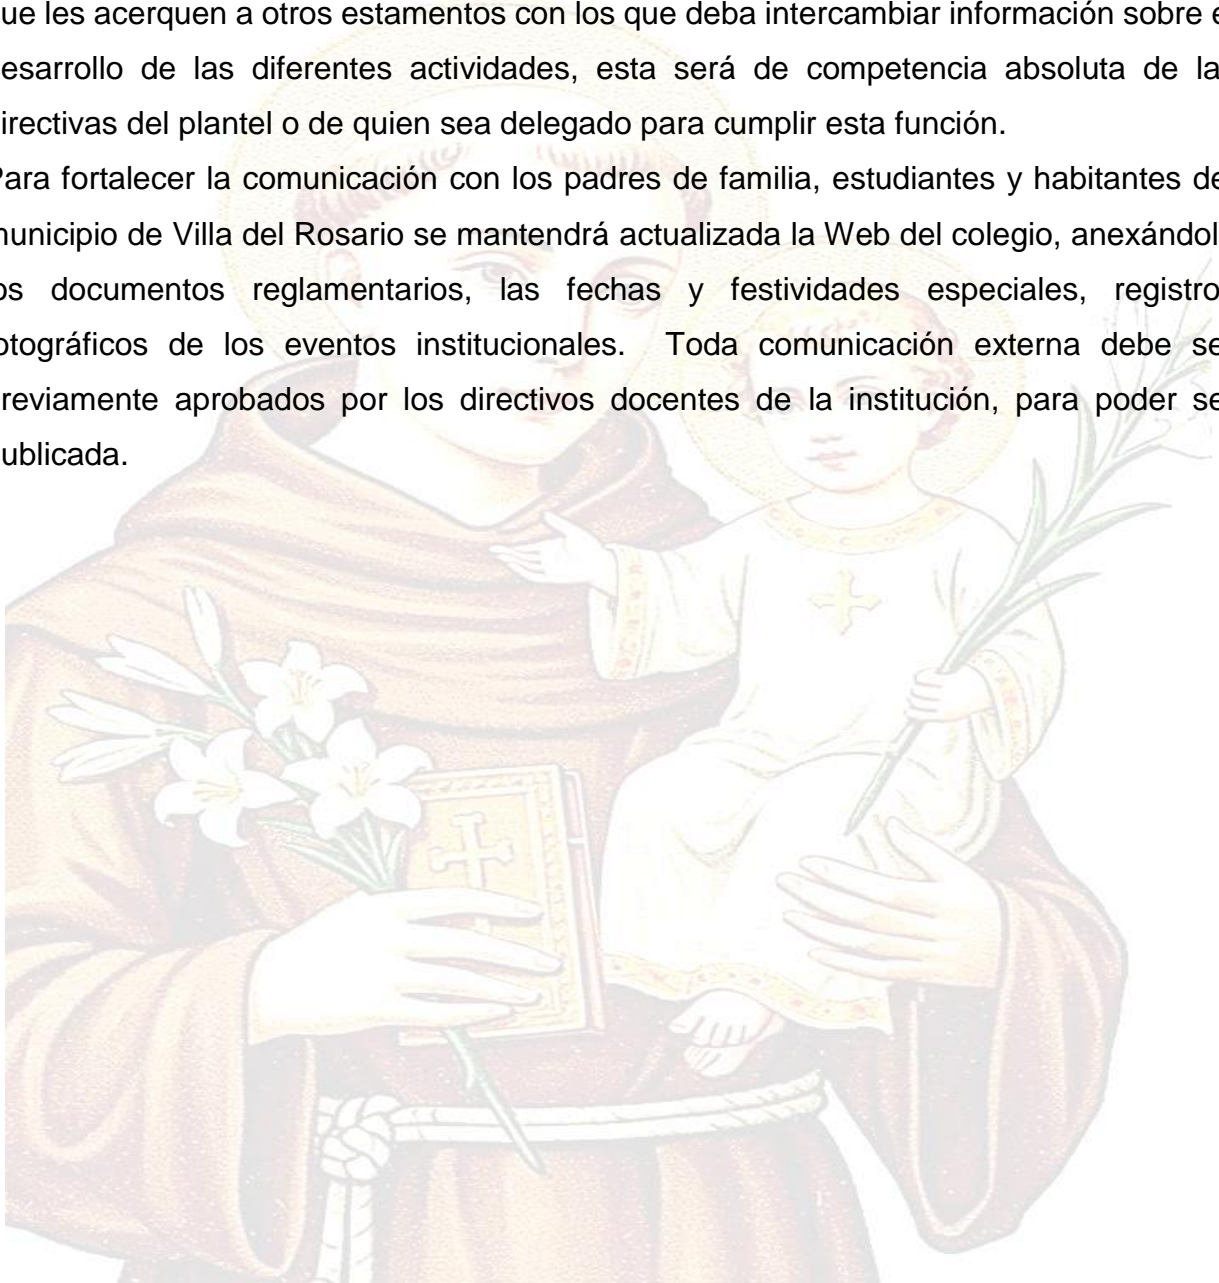 ue les acerquen a otros estamentos con los que deba intercambiar información sobre e
esarrollo de las diferentes actividades, esta será de competencia absoluta de la
irectivas del plantel o de quien sea delegado para cumplir esta función.
Para fortalecer la comunicación con los padres de familia, estudiantes y habitantes de
nunicipio de Villa del Rosario se mantendrá actualizada la Web del colegio, anexándol
os documentos reglamentarios, las fechas y festividades especiales, registro
otográficos de los eventos institucionales. Toda comunicación externa debe se
reviamente aprobados por los directivos docentes de la institución, para poder se
ublicada.